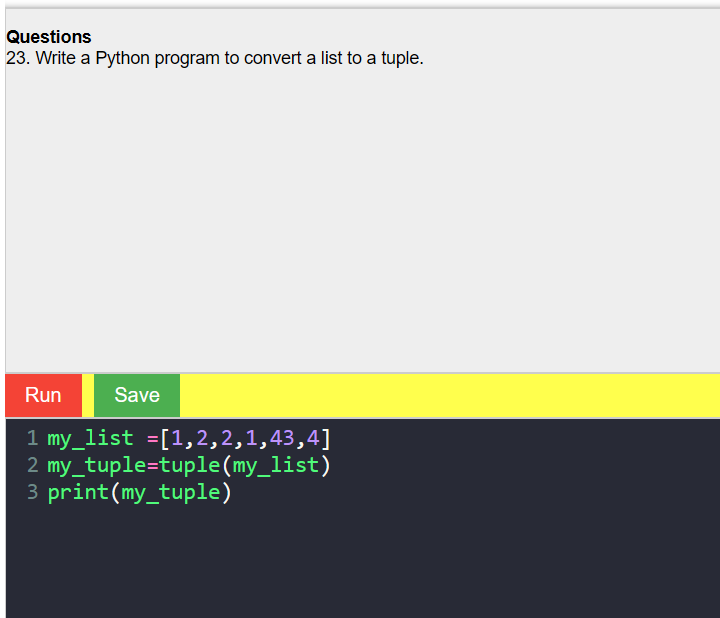 Questions
23. Write a Python program to convert a list to a tuple.
Run Save
1 my_list =[1,2,2,1,43,4]
2 my_tuple=tuple(my_list)
3 print(my_tuple)